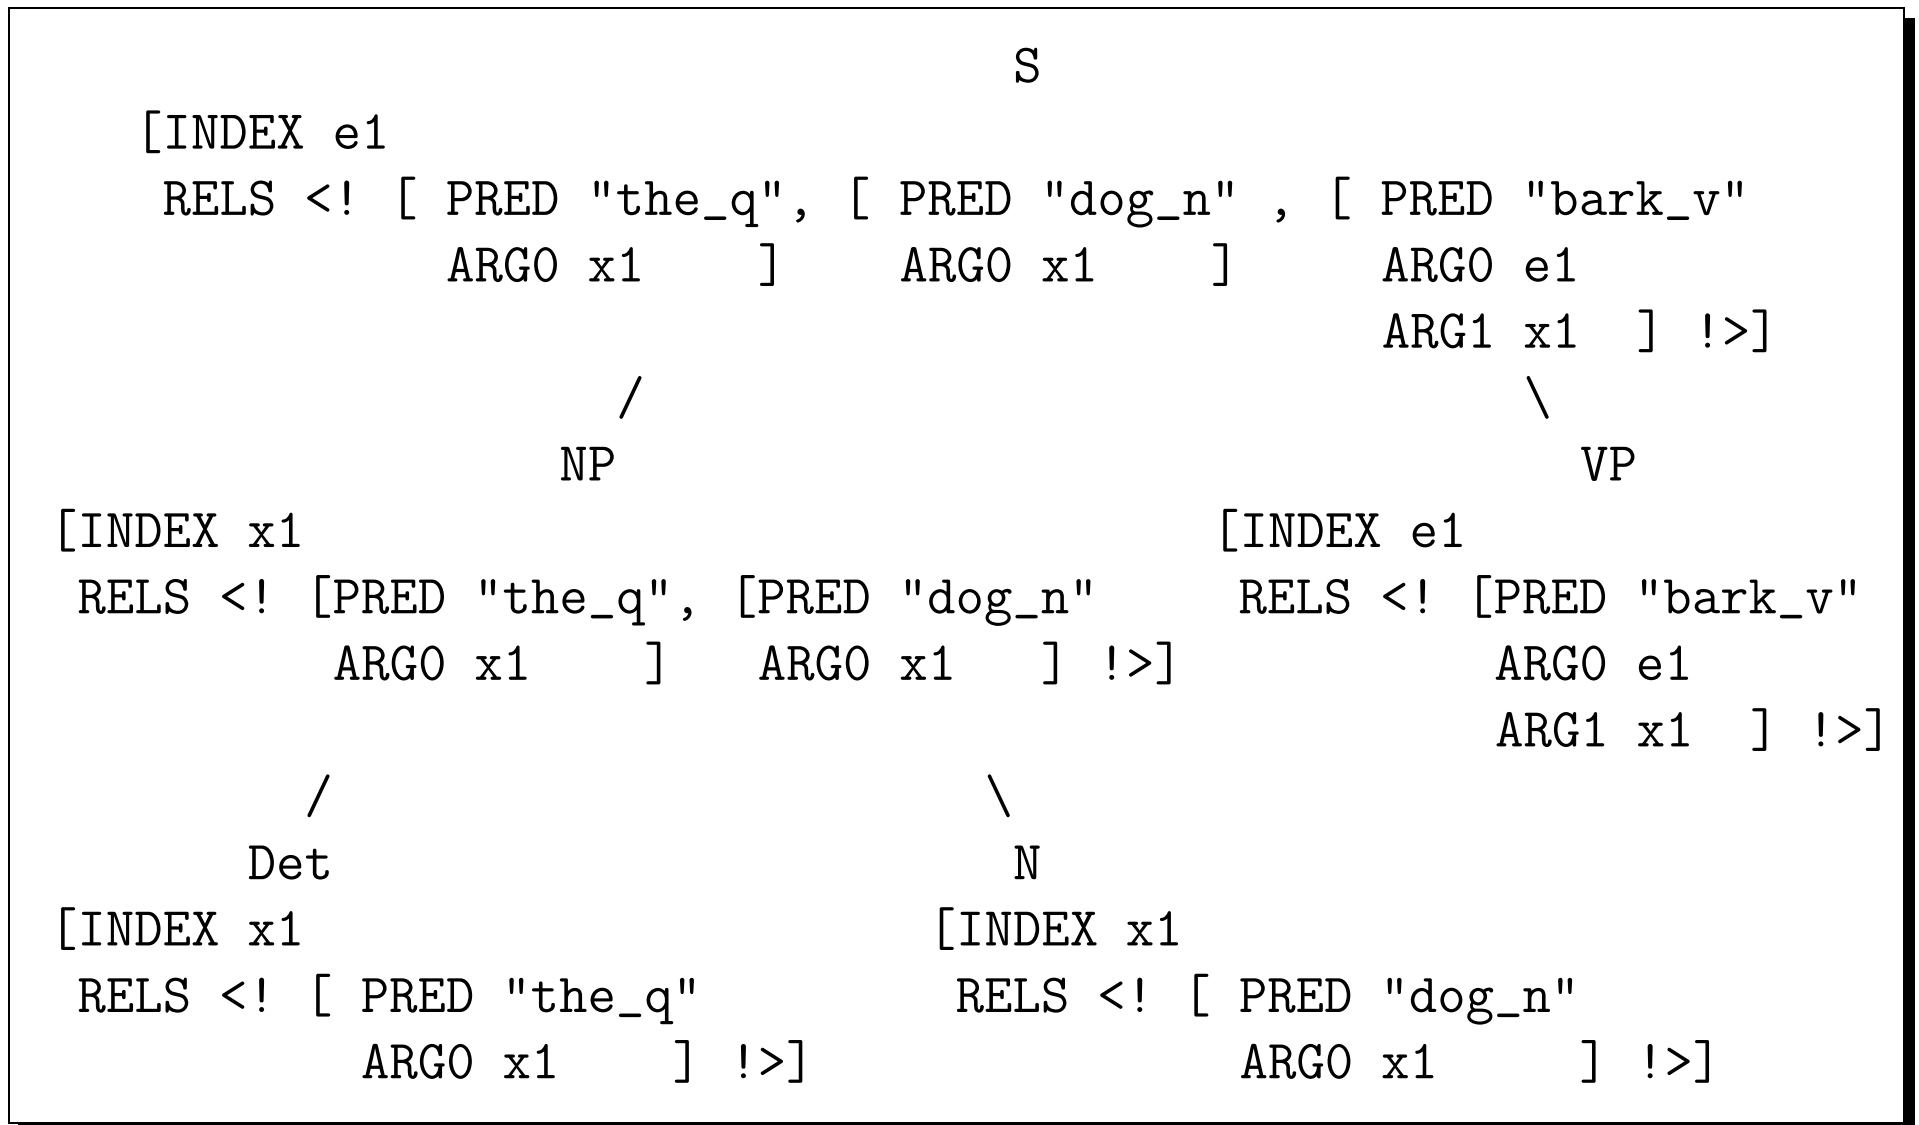 S
[INDEX e1
RELS <! [ PRED "the_q", [ PRED "dog_n" , [ PRED "bark_v"
ARG0 x1 ] ARG0 x1 ] ARG0 e1
ARG1 x1 ] !>]
/ \
NP VP
[INDEX x1 [INDEX e1
RELS <! [PRED "the_q", [PRED "dog_n" RELS <! [PRED "bark_v"
ARG0 x1 ] ARG0 x1 ] !>] ARG0 e1
ARG1 x1 ] !>]
/ \
Det N
[INDEX x1 [INDEX x1
RELS <! [ PRED "the_q" RELS <! [ PRED "dog_n"
ARG0 x1 ] !>] ARG0 x1 ] !>]